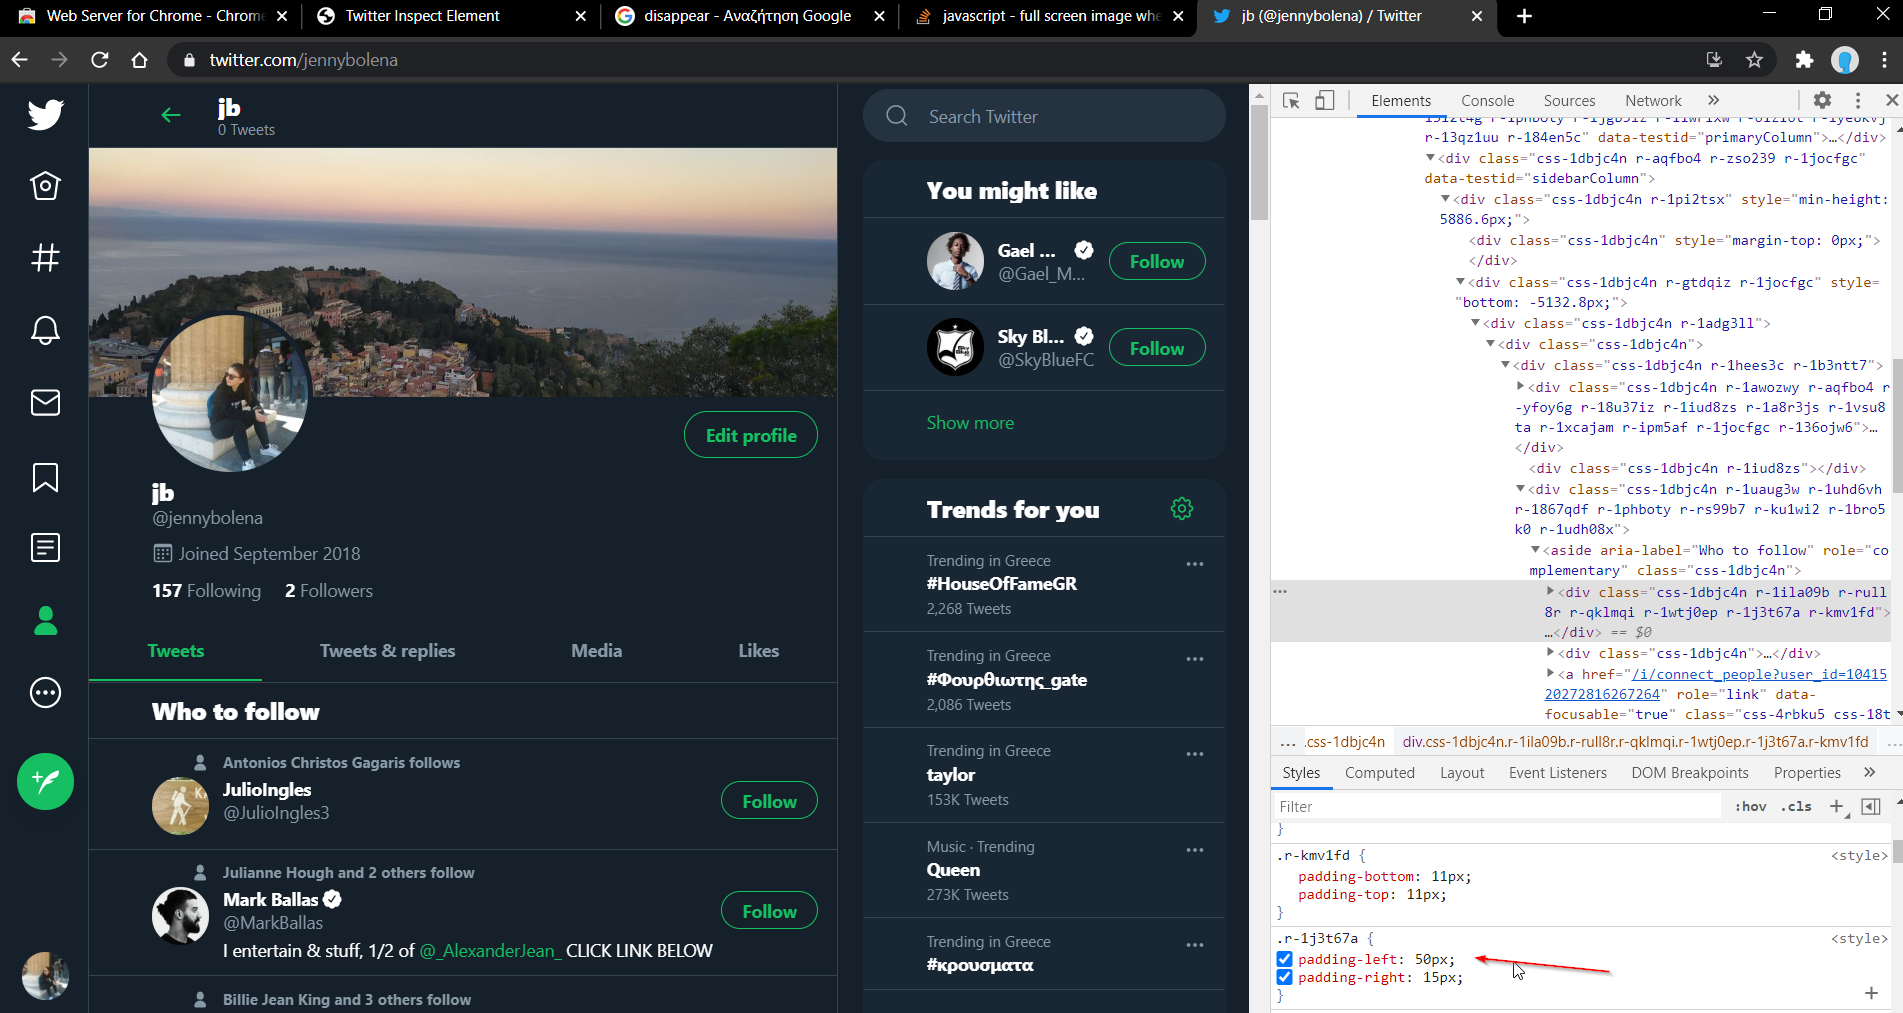 Web Server for Chrome - Chrome
Twitter Inspect Element
disappear - Αναζήτηση Google
javascript - full screen image whe
jb (@jennybolena) / Twitter
twitter.com/jennybolena
jb
0 Tweets
jb
@jennybolena
Joined September 2018
157 Following 2 Followers
Edit profile
Tweets Tweets & replies Media Likes
Who to follow
Antonios Christos Gagaris follows
JulioIngles
@JulioIngles3
Follow
Julianne Hough and 2 others follow
Mark Ballas
@MarkBallas
Follow
I entertain & stuff, 1/2 of @_AlexanderJean_ CLICK LINK BELOW
Billie Jean King and 3 others follow
Search Twitter
You might like
Gael ...
@Gael_M...
Follow
Sky Bl...
@SkyBlueFC
Follow
Show more
Trends for you
Trending in Greece
#HouseOfFameGR
2,268 Tweets
Trending in Greece
#Φουρθιωτης_gate
2,086 Tweets
Trending in Greece
taylor
153K Tweets
Music · Trending
Queen
273K Tweets
Trending in Greece
#κρουσματα
Elements Console Sources Network »
r-13qz1uu r-184en5c" data-testid="primaryColumn">…</div>
<div class="css-1dbjc4n r-aqfbo4 r-zso239 r-1jocfgc"
data-testid="sidebarColumn">
<div class="css-1dbjc4n r-1pi2tsx" style="min-height:
5886.6px;">
<div class="css-1dbjc4n" style="margin-top: 0px;">
</div>
<div class="css-1dbjc4n r-gtdqiz r-1jocfgc" style=
"bottom: -5132.8px;">
<div class="css-1dbjc4n r-1adg3ll">
<div class="css-1dbjc4n">
<div class="css-1dbjc4n r-1hees3c r-1b3ntt7">
<div class="css-1dbjc4n r-1awozwy r-aqfbo4 r
-yfoy6g r-18u37iz r-1iud8zs r-1a8r3js r-1vsu8
ta r-1xcajam r-ipm5af r-1jocfgc r-136ojw6">…
</div>
<div class="css-1dbjc4n r-1iud8zs"></div>
<div class="css-1dbjc4n r-1uaug3w r-1uhd6vh
r-1867qdf r-1phboty r-rs99b7 r-ku1wi2 r-1bro5
k0 r-1udh08x">
<aside aria-label="Who to follow" role="co
mplementary" class="css-1dbjc4n">
<div class="css-1dbjc4n r-1ila09b r-rull
8r r-qklmqi r-1wtj0ep r-1j3t67a r-kmv1fd">
…</div> == $0
<div class="css-1dbjc4n">…</div>
<a href="/i/connect_people?user_id=10415
20272816267264" role="link" data-
focusable="true" class="css-4rbku5 css-18t
... .css-1dbjc4n div.css-1dbjc4n.r-1ila09b.r-rull8r.r-qklmqi.r-1wtj0ep.r-1j3t67a.r-kmv1fd ...
Styles Computed Layout Event Listeners DOM Breakpoints Properties »
Filter :hov .cls +
}
.r-kmv1fd { <style>
padding-bottom: 11px;
padding-top: 11px;
}
.r-1j3t67a { <style>
padding-left: 50px;
padding-right: 15px;
}